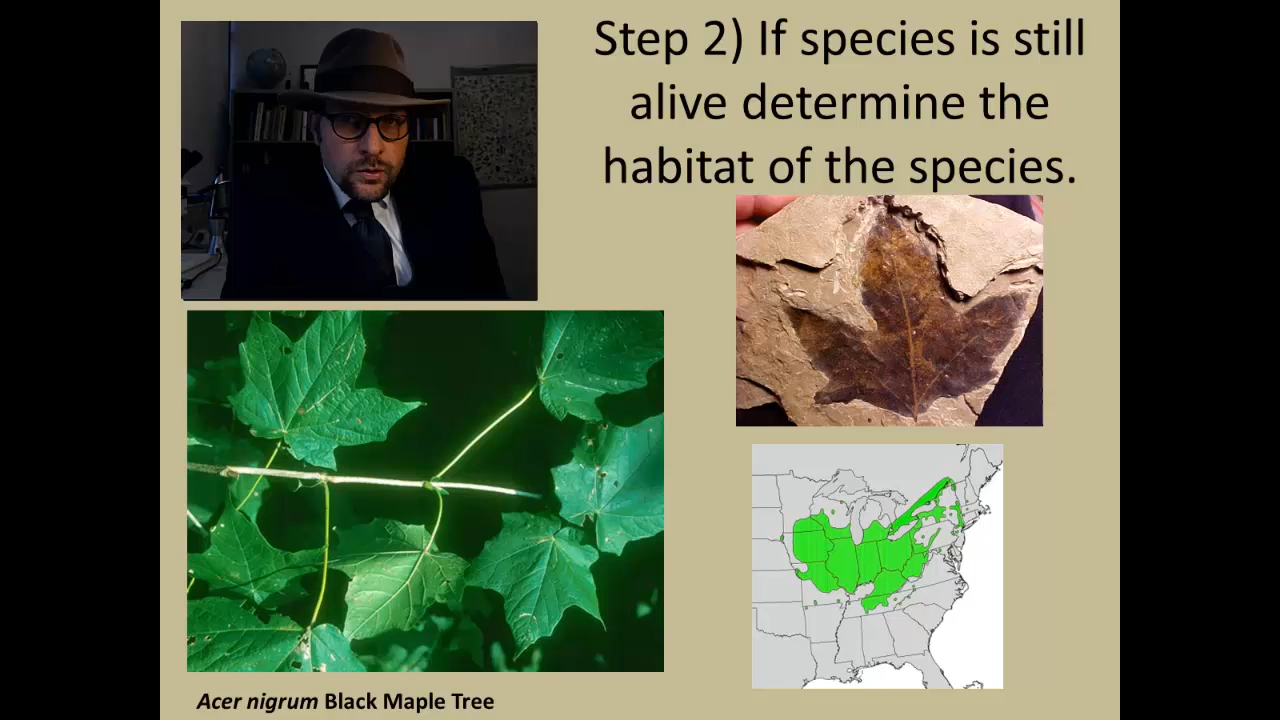 Step 2) If species is still
alive determine the
habitat of the species.
Acer nigrum Black Maple Tree